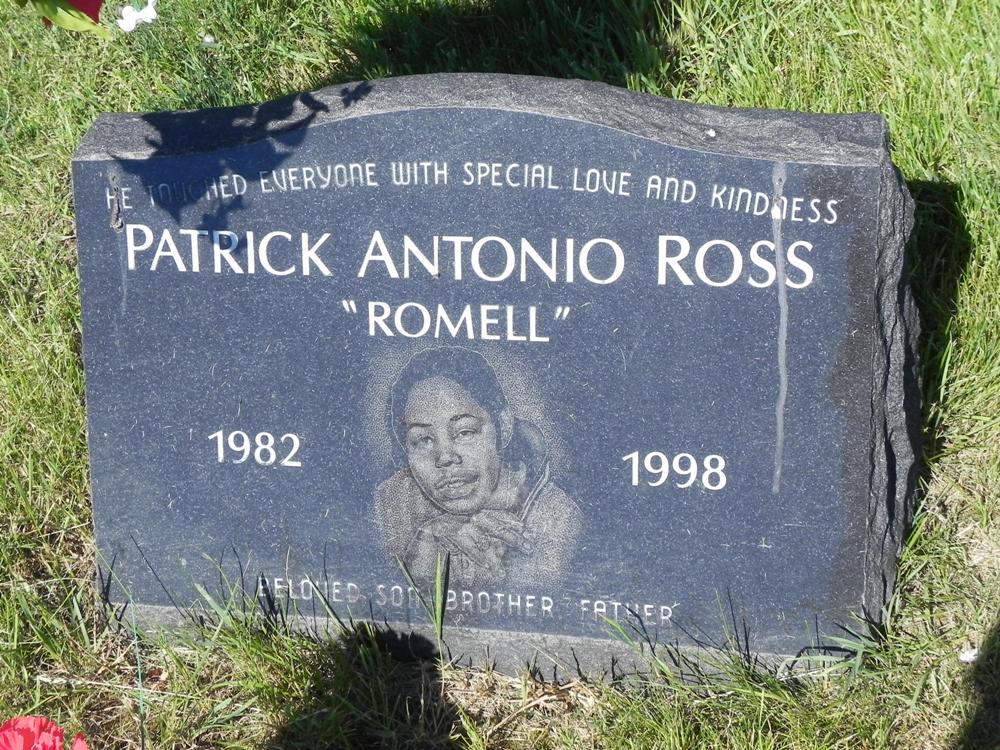 HE TOUCHED EVERYONE WITH SPECIAL LOVE AND KINDNESS
PATRICK ANTONIO ROSS
"ROMELL"
1982
1998
BELOVED SON BROTHER FATHER